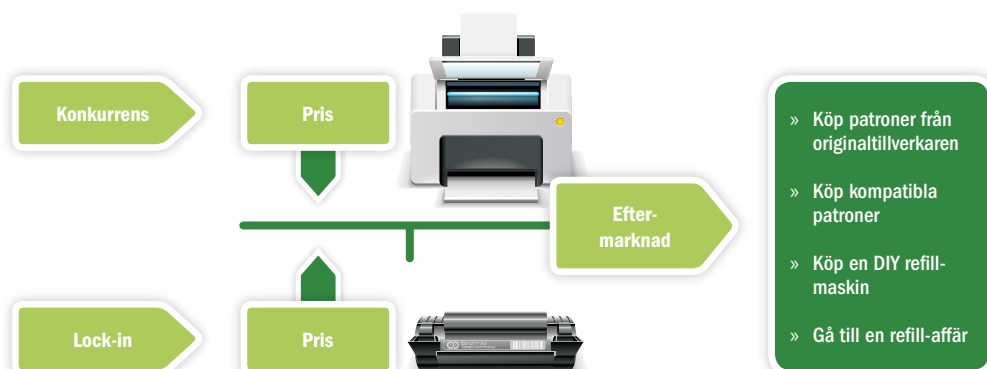 Konkurrens
Pris
Efter-
marknad
Lock-in
Pris
» Köp patroner från
originaltillverkaren
» Köp kompatibla
patroner
» Köp en DIY refill-
maskin
» Gå till en refill-affär